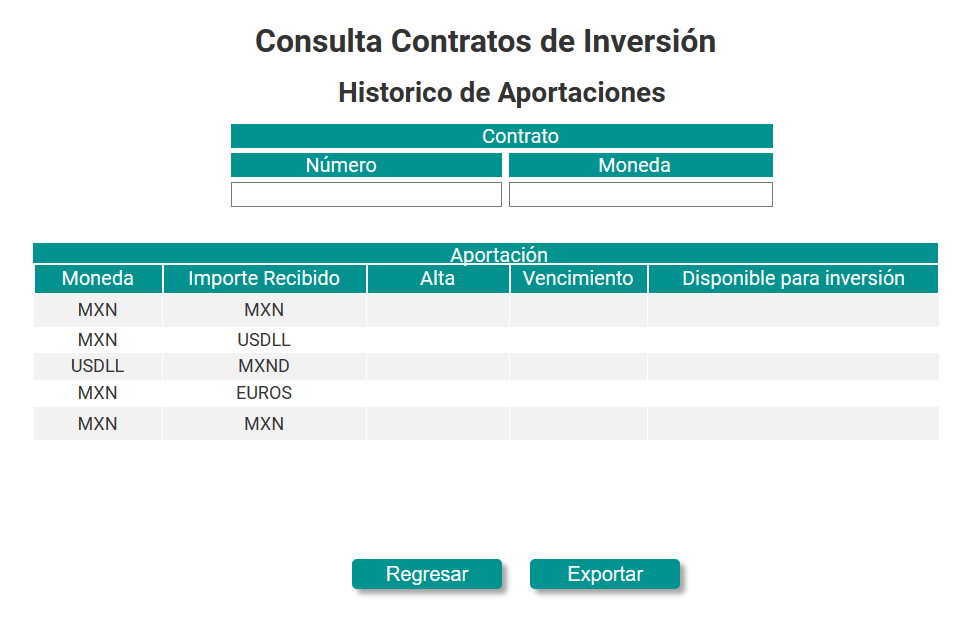 Consulta Contratos de Inversión
Historico de Aportaciones
Contrato
Número Moneda
Aportación
Moneda Importe Recibido Alta Vencimiento Disponible para inversión
MXN MXN
MXN USDLL
USDLL MXND
MXN EUROS
MXN MXN
Regresar Exportar